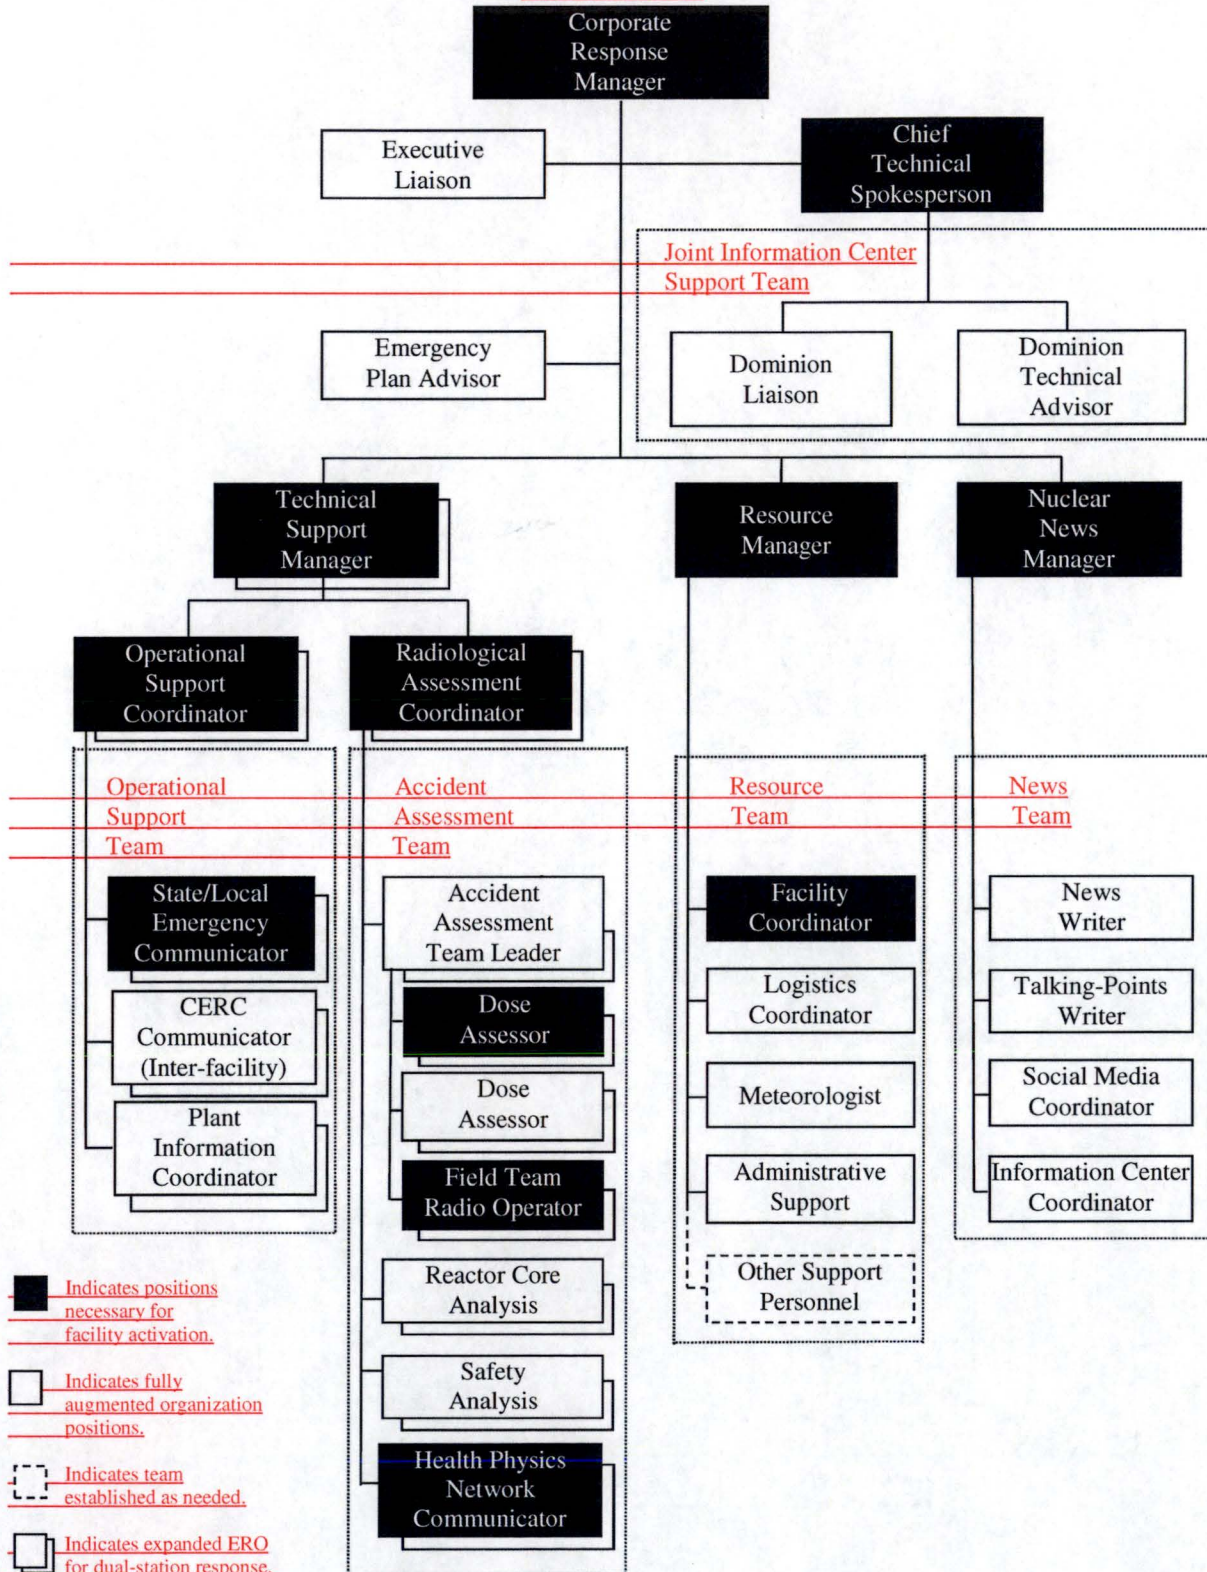 Corporate
Response
Manager
Executive
Liaison
Chief
Technical
Spokesperson
Joint Information Center
Support Team
Emergency
Plan Advisor
Dominion
Liaison
Dominion
Technical
Advisor
Technical
Support
Manager
Resource
Manager
Nuclear
News
Manager
Operational
Support
Coordinator
Radiological
Assessment
Coordinator
Operational
Support
Team
Accident
Assessment
Team
Resource
Team
News
Team
State/Local
Emergency
Communicator
CERC
Communicator
(Inter-facility)
Plant
Information
Coordinator
Accident
Assessment
Team Leader
Dose
Assessor
Dose
Assessor
Field Team
Radio Operator
Reactor Core
Analysis
Safety
Analysis
Health Physics
Network
Communicator
Facility
Coordinator
Logistics
Coordinator
Meteorologist
Administrative
Support
Other Support
Personnel
News
Writer
Talking-Points
Writer
Social Media
Coordinator
Information Center
Coordinator
Indicates positions
necessary for
facility activation.
Indicates fully
augmented organization
positions.
Indicates team
established as needed.
Indicates expanded ERO
for dual-station response.